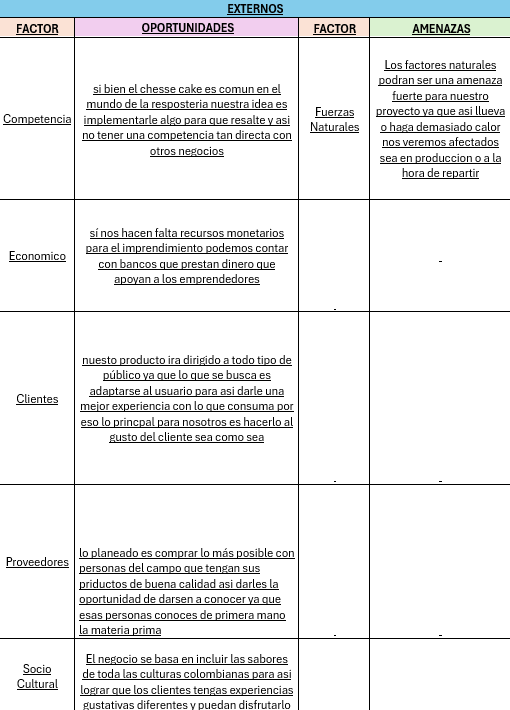 EXTERNOS
FACTOR
OPORTUNIDADES
FACTOR
AMENAZAS
Competencia
si bien el chesse cake es comun en el
mundo de la resposteria nuestra idea es
implementarle algo para que resalte y asi
no tener una competencia tan directa con
otros negocios
Fuerzas
Naturales
Los factores naturales
podran ser una amenaza
fuerte para nuestro
proyecto ya que asi llueva
o haga demasiado calor
nos veremos afectados
sea en produccion o a la
hora de repartir
Economico
sí nos hacen falta recursos monetarios
para el imprendimiento podemos contar
con bancos que prestan dinero que
apoyan a los emprendedores
Clientes
nuesto producto ira dirigido a todo tipo de
público ya que lo que se busca es
adaptarse al usuario para asi darle una
mejor experiencia con lo que consuma por
eso lo princpal para nosotros es hacerlo al
gusto del cliente sea como sea
Proveedores
lo planeado es comprar lo más posible con
personas del campo que tengan sus
priductos de buena calidad asi darles la
oportunidad de darsen a conocer ya que
esas personas conoces de primera mano
la materia prima
Socio
Cultural
El negocio se basa en incluir las sabores
de toda las culturas colombianas para asi
lograr que los clientes tengas experiencias
gustativas diferentes y puedan disfrutarlo